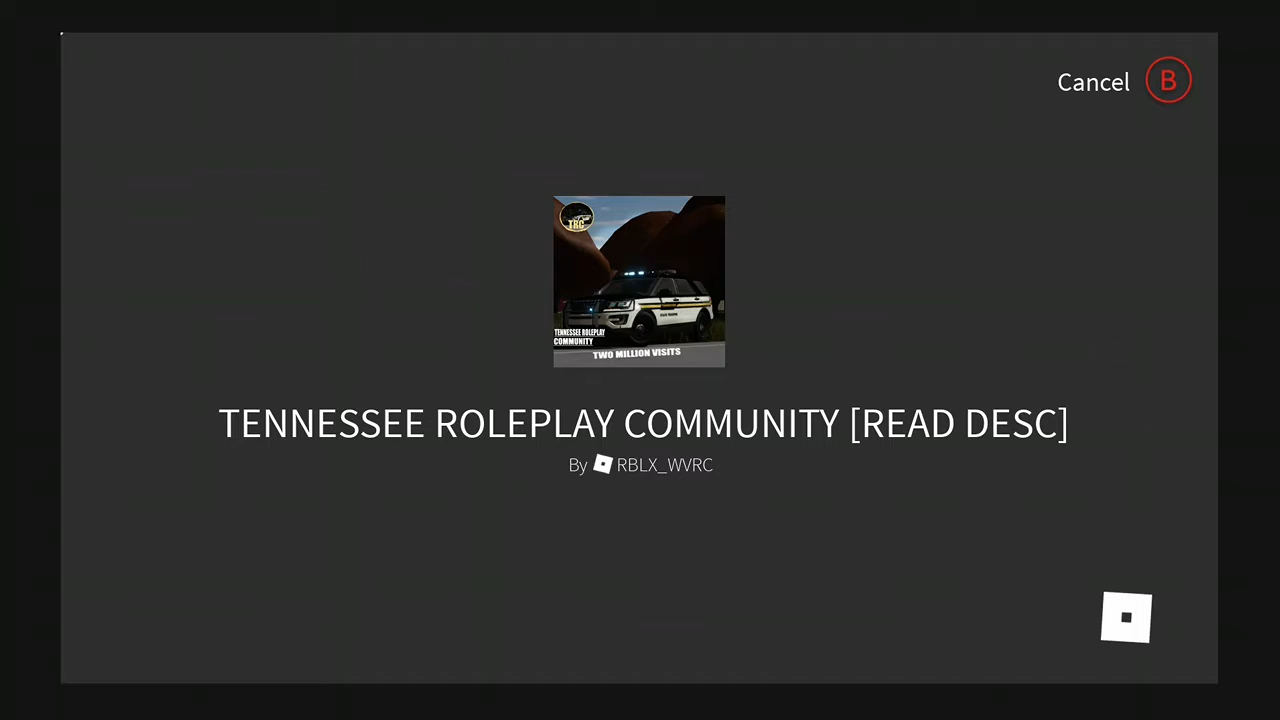 Cancel B
TRC
TENNESSEE ROLEPLAY
COMMUNITY
TWO MILLION VISITS
TENNESSEE ROLEPLAY COMMUNITY [READ DESC]
By RBLX_WVRC